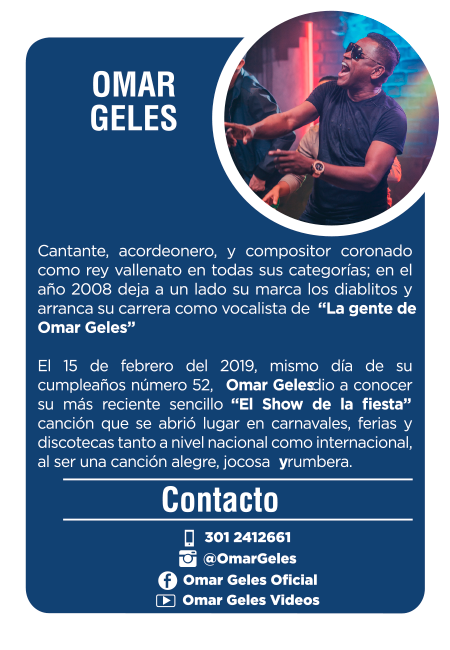 OMAR
GELES
Cantante, acordeonero, y compositor coronado
como rey vallenato en todas sus categorías; en el
año 2008 deja a un lado su marca los diablitos y
arranca su carrera como vocalista de “La gente de
Omar Geles”
El 15 de febrero del 2019, mismo día de su
cumpleaños número 52, Omar Gelesdio a conocer
su más reciente sencillo “El Show de la fiesta”
canción que se abrió lugar en carnavales, ferias y
discotecas tanto a nivel nacional como internacional,
al ser una canción alegre, jocosa yrumbera.
Contacto
301 2412661
@OmarGeles
Omar Geles Oficial
Omar Geles Videos